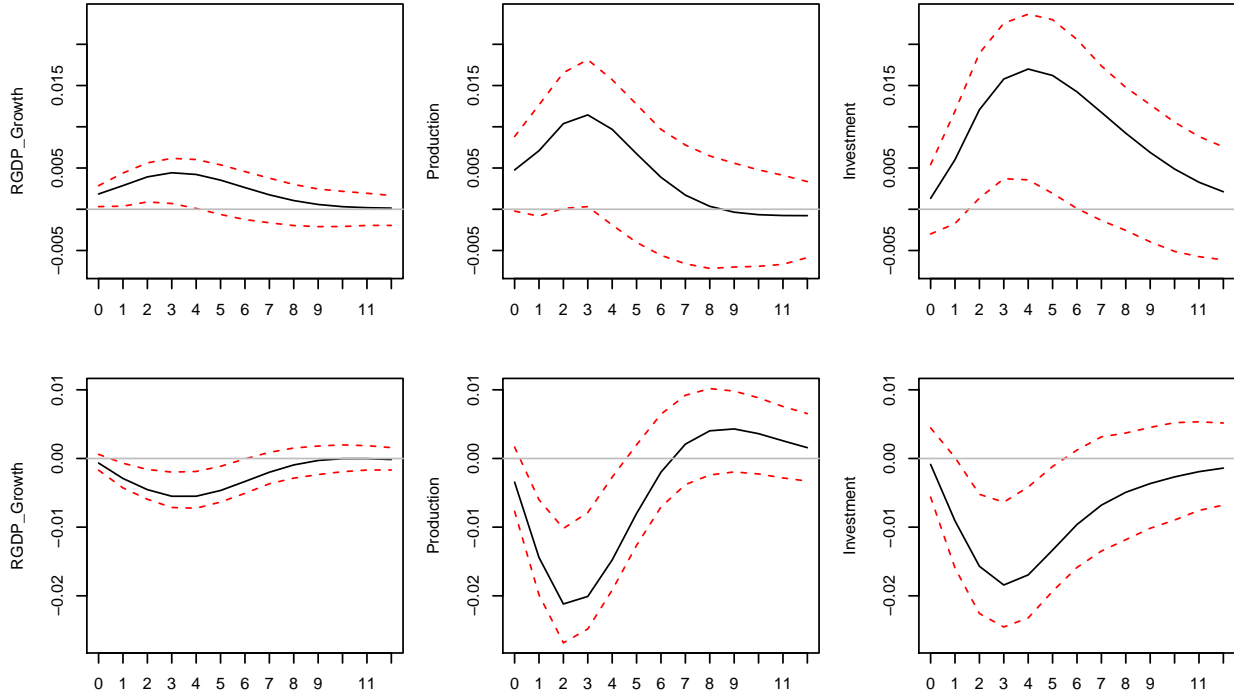 RGDP_Growth
−0.005 0.005 0.015
0 1 2 3 4 5 6 7 8 9 11
Production
−0.005 0.005 0.015
0 1 2 3 4 5 6 7 8 9 11
Investment
−0.005 0.005 0.015
0 1 2 3 4 5 6 7 8 9 11
RGDP_Growth
−0.02 −0.01 0.00 0.01
0 1 2 3 4 5 6 7 8 9 11
Production
−0.02 −0.01 0.00 0.01
0 1 2 3 4 5 6 7 8 9 11
Investment
−0.02 −0.01 0.00 0.01
0 1 2 3 4 5 6 7 8 9 11